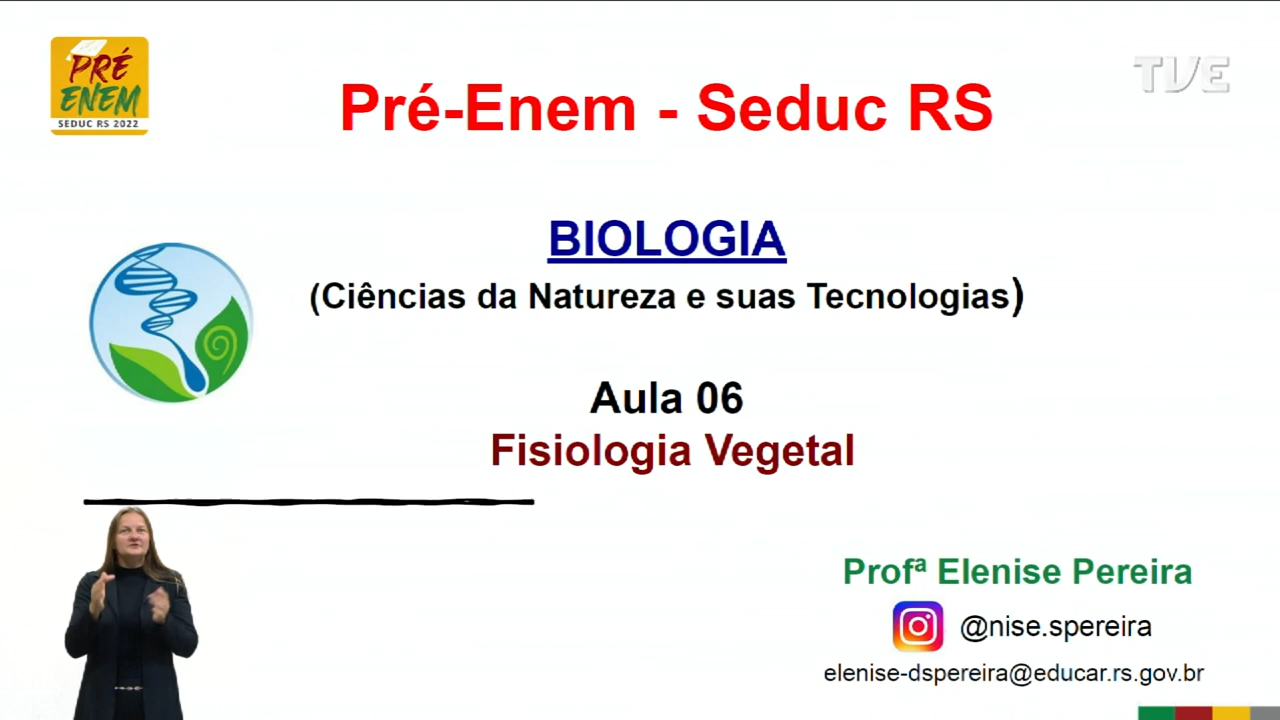 PRÉ
ENEM
SEDUC RS 2022
TVE
Pré-Enem - Seduc RS
BIOLOGIA
(Ciências da Natureza e suas Tecnologias)
Aula 06
Fisiologia Vegetal
Profª Elenise Pereira
@nise.spereira
elenise-dspereira@educar.rs.gov.br